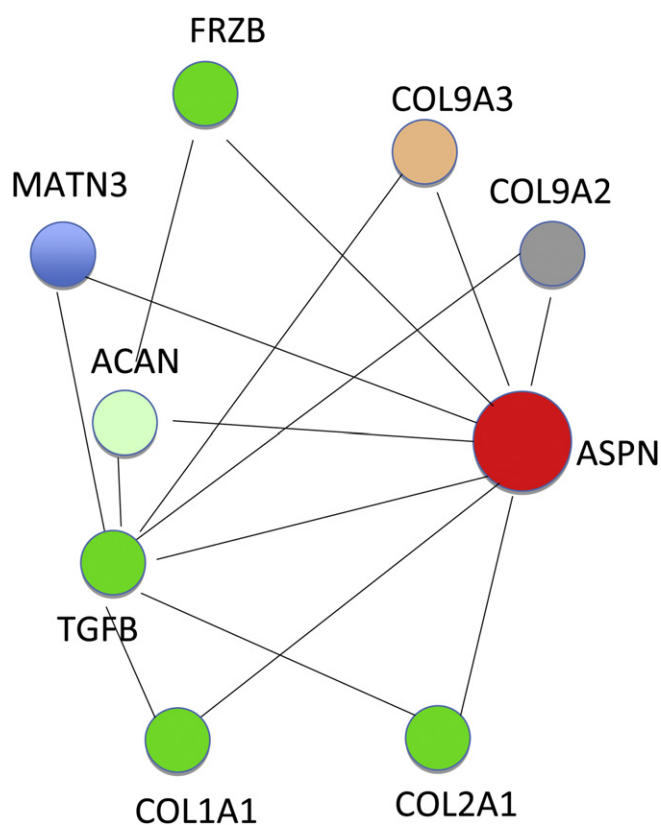 FRZB
COL9A3
MATN3
COL9A2
ACAN
ASPN
TGFB
COL1A1
COL2A1